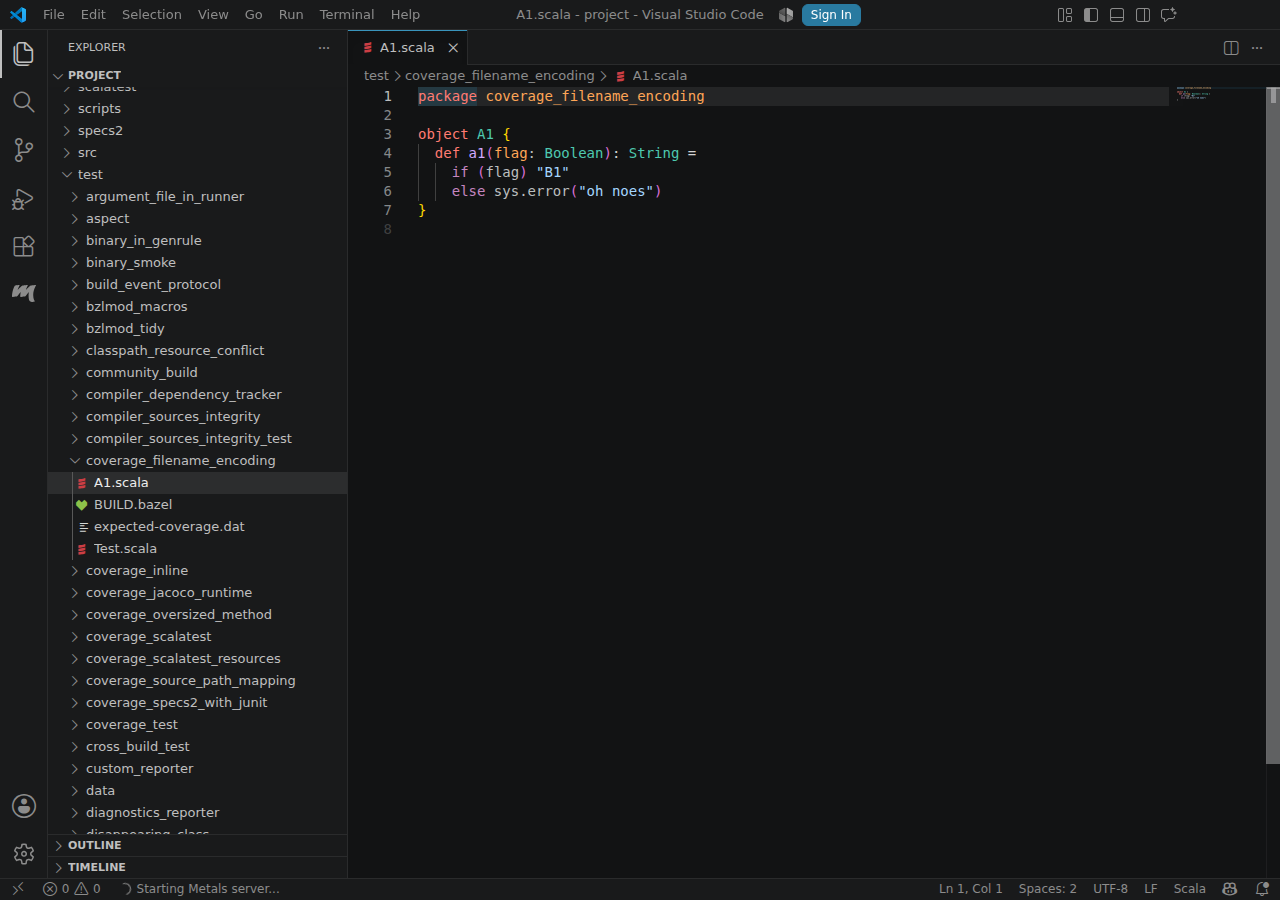 File Edit Selection View Go Run Terminal Help
A1.scala - project - Visual Studio Code
Sign In
EXPLORER
PROJECT
scalatest
scripts
specs2
src
test
argument_file_in_runner
aspect
binary_in_genrule
binary_smoke
build_event_protocol
bzlmod_macros
bzlmod_tidy
classpath_resource_conflict
community_build
compiler_dependency_tracker
compiler_sources_integrity
compiler_sources_integrity_test
coverage_filename_encoding
A1.scala
BUILD.bazel
expected-coverage.dat
Test.scala
coverage_inline
coverage_jacoco_runtime
coverage_oversized_method
coverage_scalatest
coverage_scalatest_resources
coverage_source_path_mapping
coverage_specs2_with_junit
coverage_test
cross_build_test
custom_reporter
data
diagnostics_reporter
disappearing_class
OUTLINE
TIMELINE
A1.scala
test > coverage_filename_encoding > A1.scala
1 package coverage_filename_encoding
2
3 object A1 {
4 def a1(flag: Boolean): String =
5 if (flag) "B1"
6 else sys.error("oh noes")
7 }
8
0 0 Starting Metals server...
Ln 1, Col 1 Spaces: 2 UTF-8 LF Scala